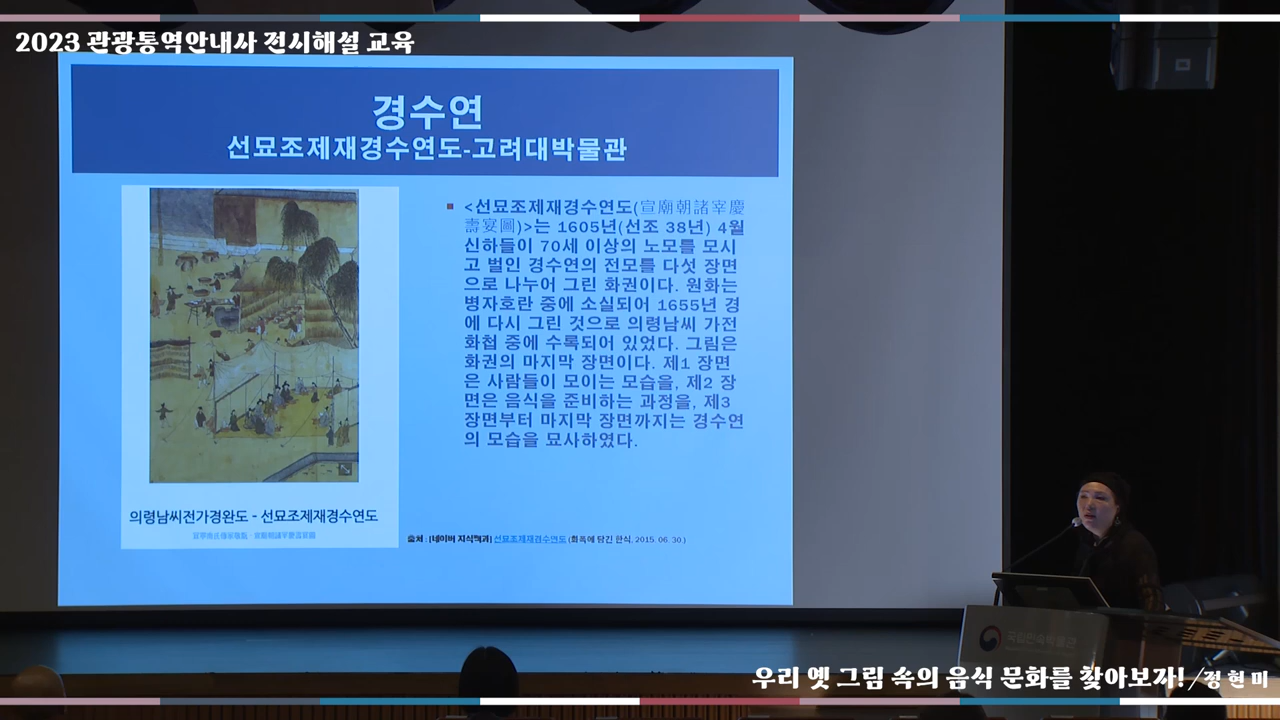 2023 관광통역안내사 전시해설 교육
경수연
선묘조제재경수연도-고려대박물관
<선묘조제재경수연도(宣廟朝諸宰慶
壽宴圖)>는 1605년(선조 38년) 4월
신하들이 70세 이상의 노모를 모시
고 벌인 경수연의 전모를 다섯 장면
으로 나누어 그린 화권이다. 원화는
병자호란 중에 소실되어 1655년 경
에 다시 그린 것으로 의령남씨 가전
화첩 중에 수록되어 있었다. 그림은
화권의 마지막 장면이다. 제1 장면
은 사람들이 모이는 모습을, 제2 장
면은 음식을 준비하는 과정을, 제3
장면부터 마지막 장면까지는 경수연
의 모습을 묘사하였다.
의령남씨전가경완도 - 선묘조제재경수연도
출처 : [네이버 지식백과] 선묘조제재경수연도 (화폭에 담긴 한식, 2015. 06. 30.)
국립민속박물관
우리 옛 그림 속의 음식 문화를 찾아보자! / 정현미